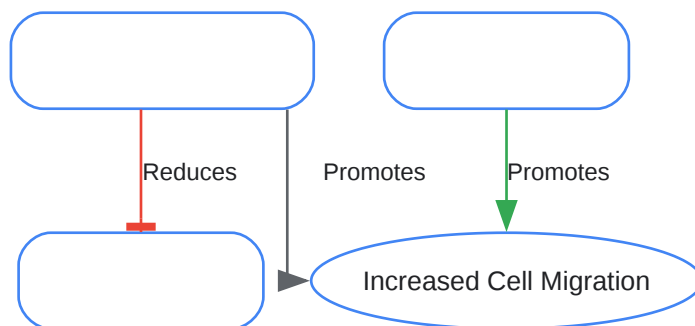 Reduces
Promotes
Promotes
Increased Cell Migration